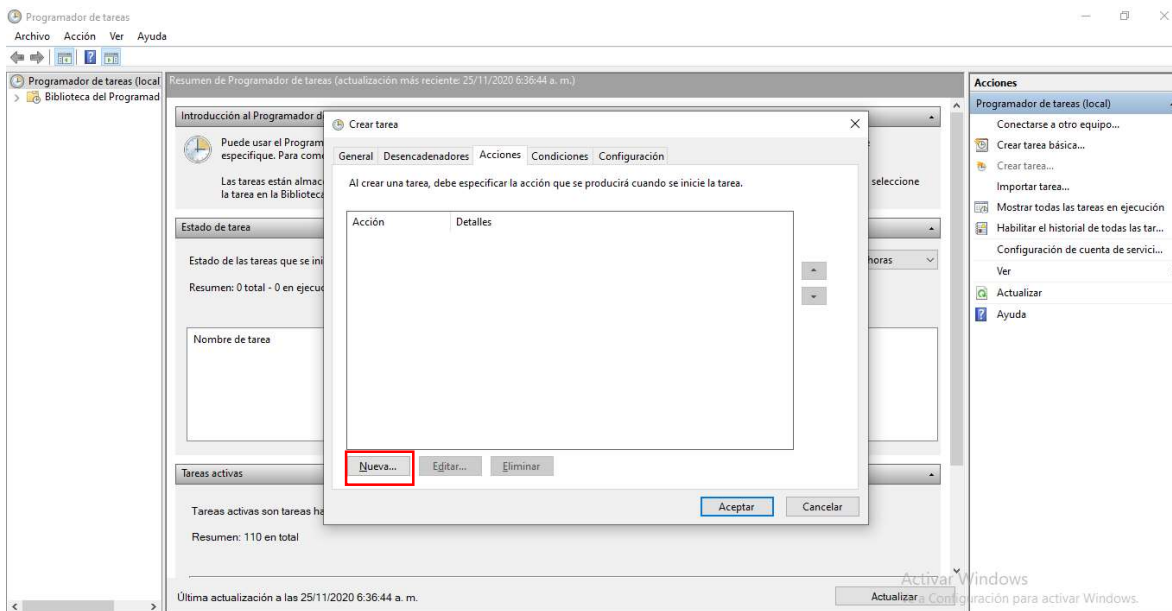 Programador de tareas
Archivo Acción Ver Ayuda
Programador de tareas (local
Biblioteca del Programad
Resumen de Programador de tareas (actualización más reciente: 25/11/2020 6:36:44 a. m.)
Introducción al Programador d
Puede usar el Program
especifique. Para com
Las tareas están almac
la tarea en la Biblioteca
seleccione
Estado de tarea
Estado de las tareas que se ini
horas
Resumen: 0 total - 0 en ejecu
Nombre de tarea
Tareas activas
Tareas activas son tareas ha
Resumen: 110 en total
Última actualización a las 25/11/2020 6:36:44 a. m.
Actualizar
Crear tarea
General Desencadenadores Acciones Condiciones Configuración
Al crear una tarea, debe especificar la acción que se producirá cuando se inicie la tarea.
Acción Detalles
Nueva... Editar... Eliminar
Aceptar Cancelar
Acciones
Programador de tareas (local)
Conectarse a otro equipo...
Crear tarea básica...
Crear tarea...
Importar tarea...
Mostrar todas las tareas en ejecución
Habilitar el historial de todas las tar...
Configuración de cuenta de servici...
Ver
Actualizar
Ayuda
Activar Windows
a Configuración para activar Windows.